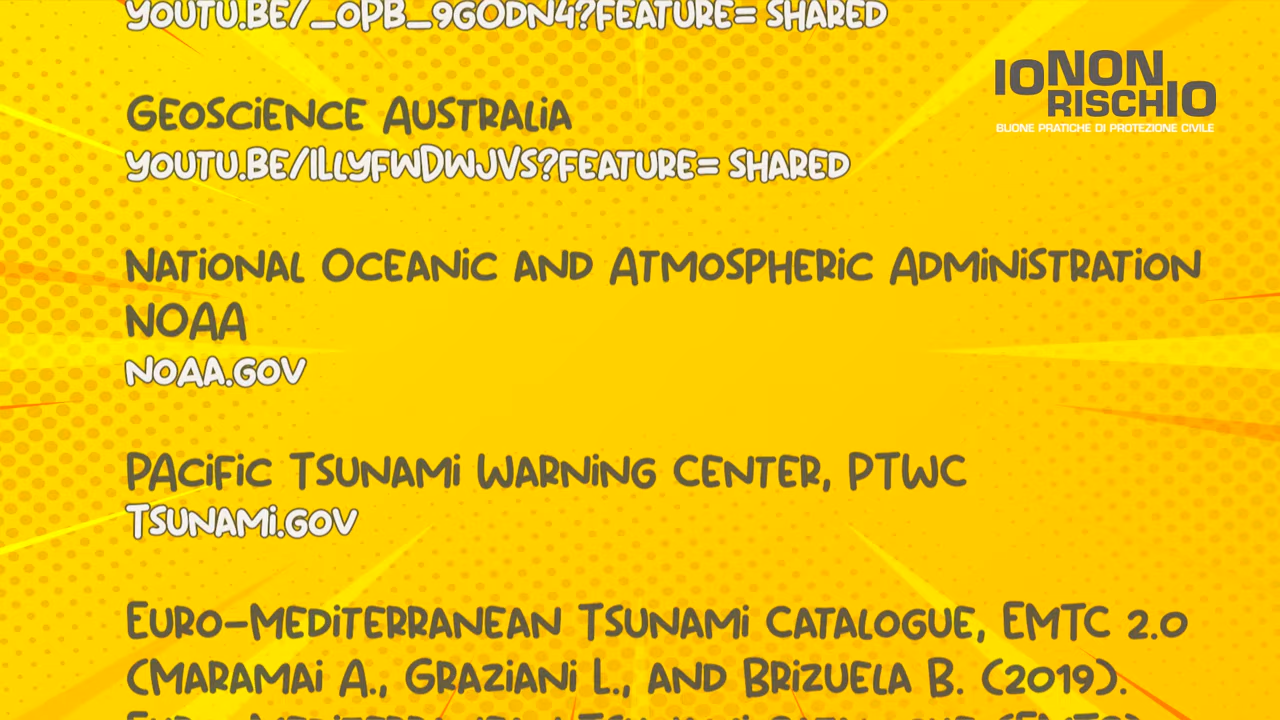 YOUTU.BE/_OPB_9GODN4?FEATURE= SHARED
IO NON RISCHIO
BUONE PRATICHE DI PROTEZIONE CIVILE
GEOSCiENCE AUSTRALiA
YOUTU.BE/ILLYFWDWJVS?FEATURE= SHARED
NATiONAL OCEANiC AND ATMOSPHERiC ADMiNiSTRATiON
NOAA
NOAA.GOV
PACiFiC TSUNAMi WARNiNG CENTER, PTWC
TSUNAMi.GOV
EURO-MEDiTERRANEAN TSUNAMi CATALOGUE, EMTC 2.0
(MARAMAi A., GRAZiANi L., AND BRiZUELA B. (2019).